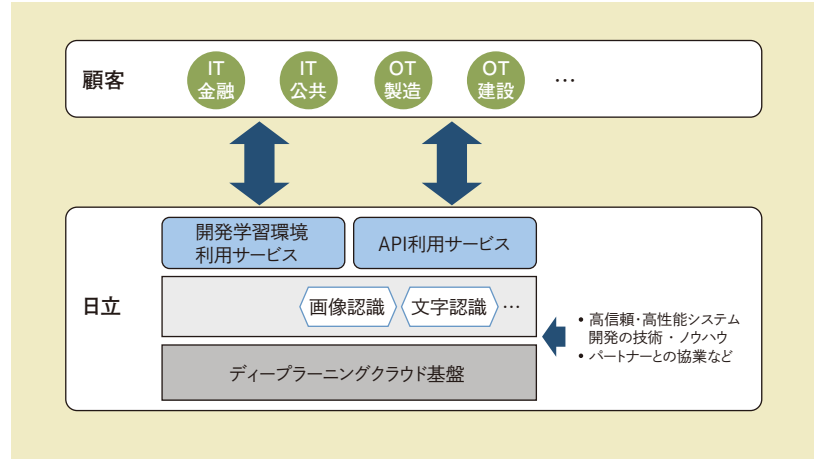 顧客
IT
金融
IT
公共
OT
製造
OT
建設
…
開発学習環境
利用サービス
API利用サービス
日立
画像認識
文字認識
…
• 高信頼・高性能システム
開発の技術・ノウハウ
• パートナーとの協業など
ディープラーニングクラウド基盤